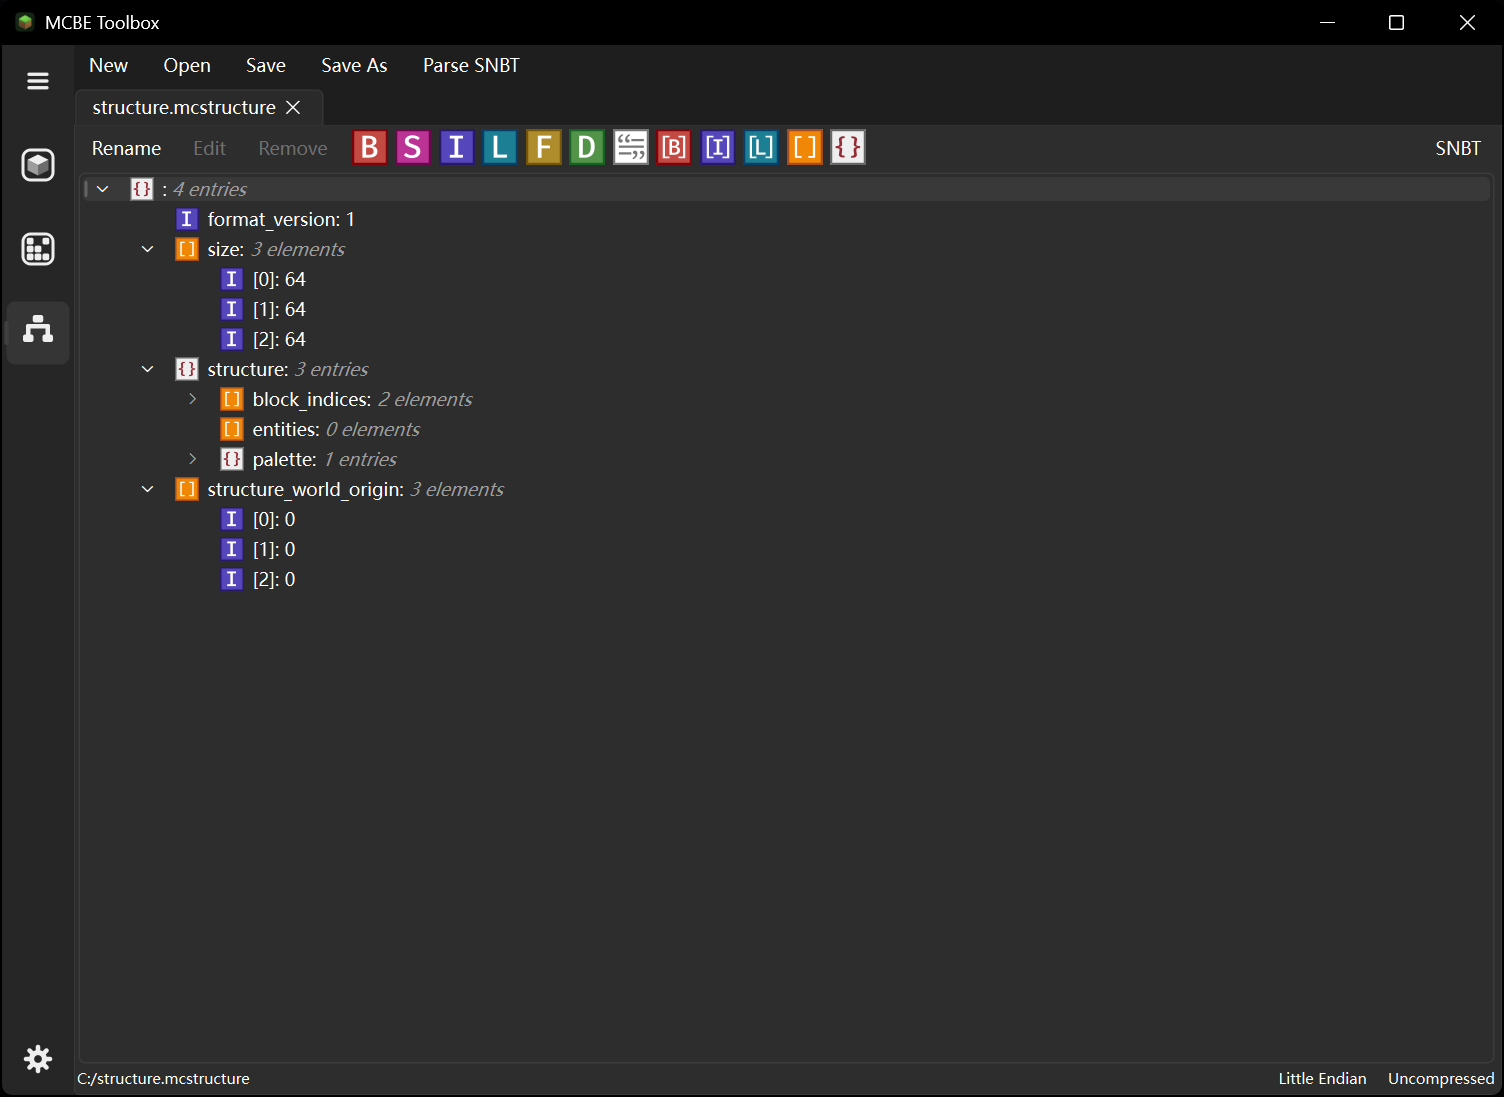 MCBE Toolbox
New Open Save Save As Parse SNBT
structure.mcstructure
Rename Edit Remove B S I L F D [B] [I] [L] [] {} SNBT
{} : 4 entries
I format_version: 1
[] size: 3 elements
I [0]: 64
I [1]: 64
I [2]: 64
{} structure: 3 entries
[] block_indices: 2 elements
[] entities: 0 elements
{} palette: 1 entries
[] structure_world_origin: 3 elements
I [0]: 0
I [1]: 0
I [2]: 0
C:/structure.mcstructure Little Endian Uncompressed